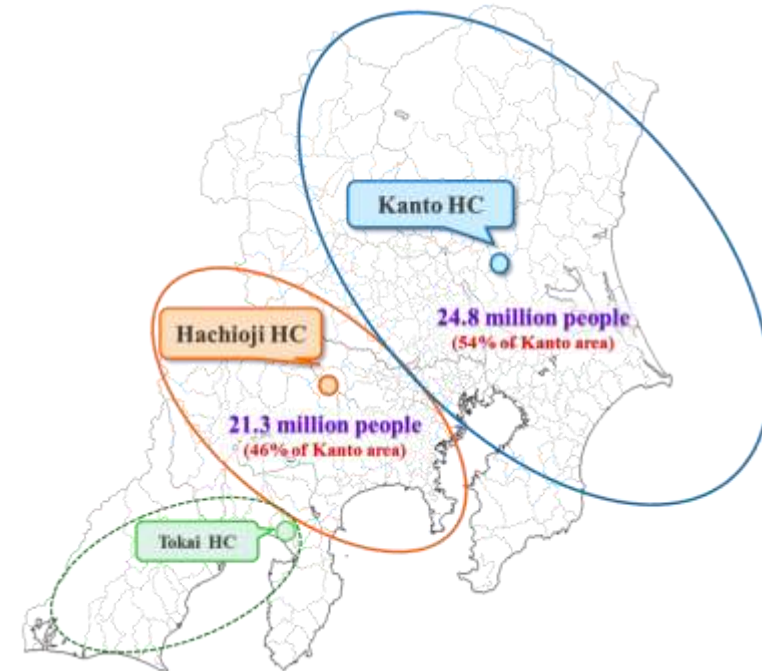 Kanto HC
24.8 million people
(54% of Kanto area)
Hachioji HC
21.3 million people
(46% of Kanto area)
Tokai HC